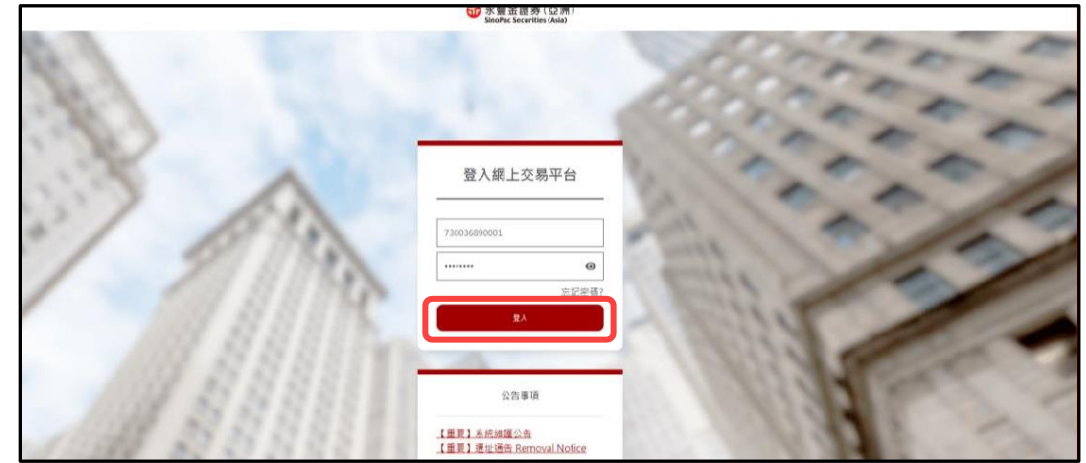 永豐金證券(亞洲)
SinoPac Securities (Asia)
登入網上交易平台
730036890001
忘記密碼?
登入
公告事項
【重要】系統維護公告
【重要】遷址通告 Removal Notice